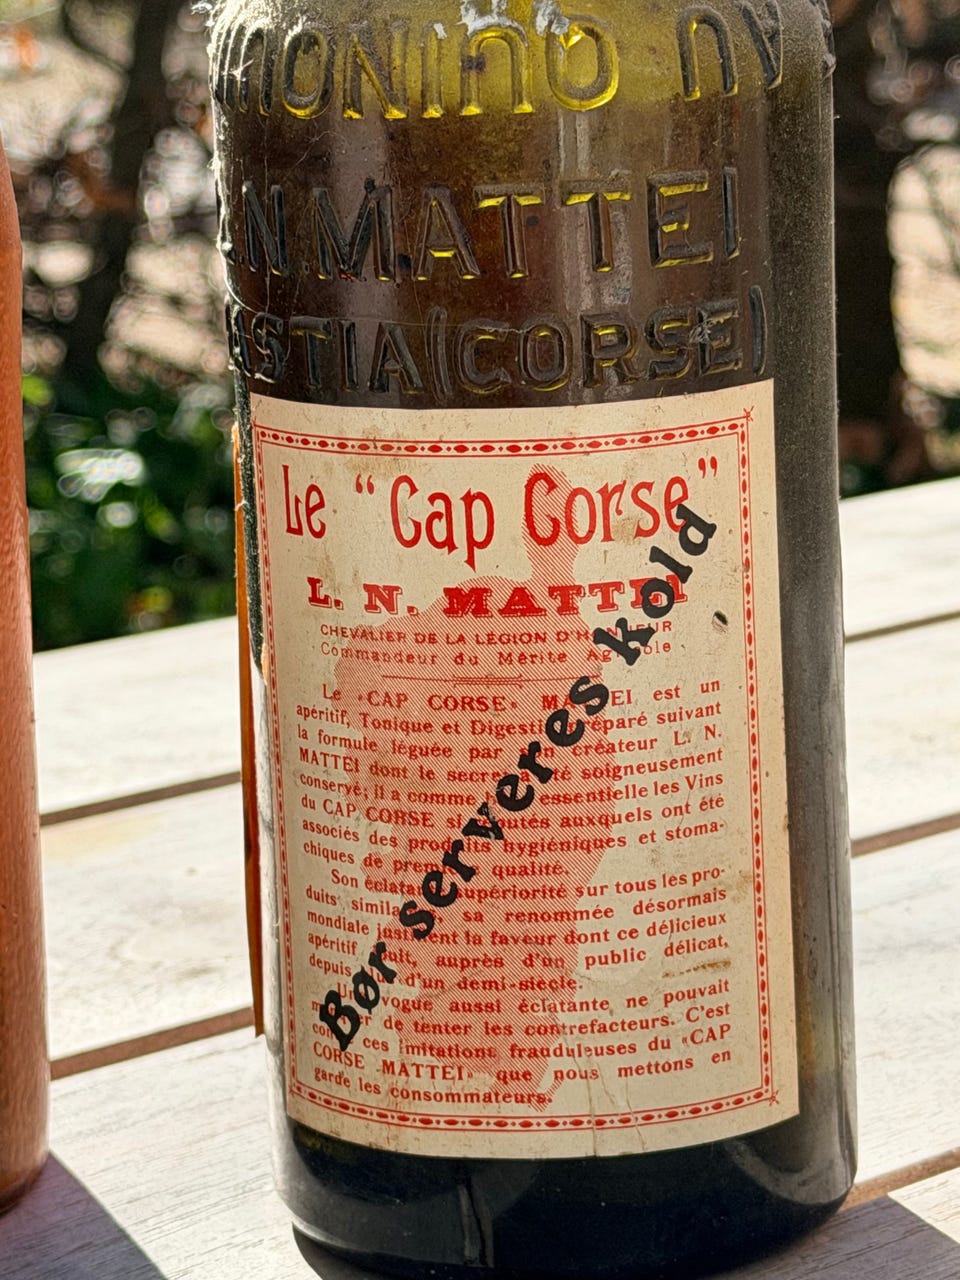 AU QUINQUINA
L.N.MATTEI
BASTIA (CORSE)
Le “Cap Corse”
L. N. MATTEI
CHEVALIER DE LA LÉGION D'HONNEUR
Commandeur du Mérite Agricole
Le «CAP CORSE» MATTEI est un
apéritif, Tonique et Digestif préparé suivant
la formule léguée par son créateur L. N.
MATTEI dont le secret a été soigneusement
conservé; il a comme essentielle les Vins
du CAP CORSE si réputés auxquels ont été
associés des produits hygiéniques et stoma-
chiques de première qualité.
Son éclatante supériorité sur tous les pro-
duits similaires, sa renommée désormais
mondiale justifient la faveur dont ce délicieux
apéritif jouit, auprès d'un public délicat,
depuis plus d'un demi-siècle.
Une vogue aussi éclatante ne pouvait
manquer de tenter les contrefacteurs. C'est
contre ces imitations frauduleuses du «CAP
CORSE MATTEI» que nous mettons en
garde les consommateurs.
Bør serveres kold